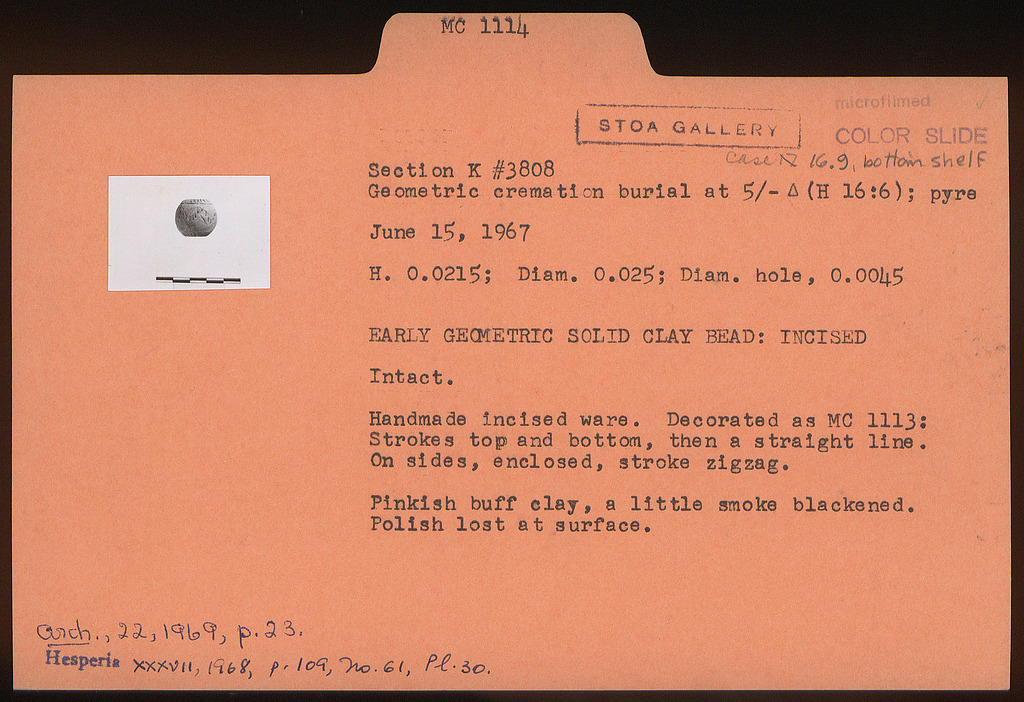 MC 1114
microfilmed
STOA GALLERY
COLOR SLIDE
Case 16.9, bottom shelf
Section K #3808
Geometric cremation burial at 5/- Δ (H 16:6); pyre
June 15, 1967
H. 0.0215; Diam. 0.025; Diam. hole, 0.0045
EARLY GEOMETRIC SOLID CLAY BEAD: INCISED
Intact.
Handmade incised ware. Decorated as MC 1113:
Strokes top and bottom, then a straight line.
On sides, enclosed, stroke zigzag.
Pinkish buff clay, a little smoke blackened.
Polish lost at surface.
Arch., 22, 1969, p. 23.
Hesperia XXXVII, 1968, p. 109, No. 61, Pl. 30.